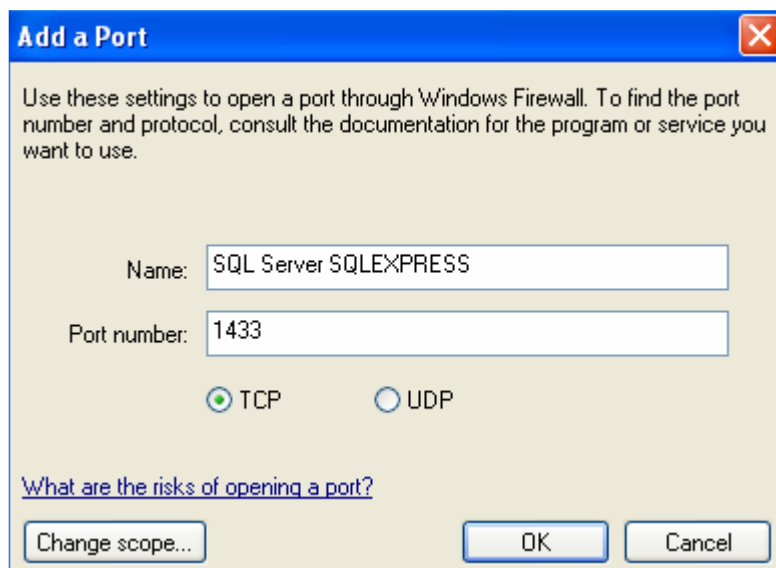 Add a Port
Use these settings to open a port through Windows Firewall. To find the port
number and protocol, consult the documentation for the program or service you
want to use.
Name: SQL Server SQLEXPRESS
Port number: 1433
TCP UDP
What are the risks of opening a port?
Change scope... OK Cancel